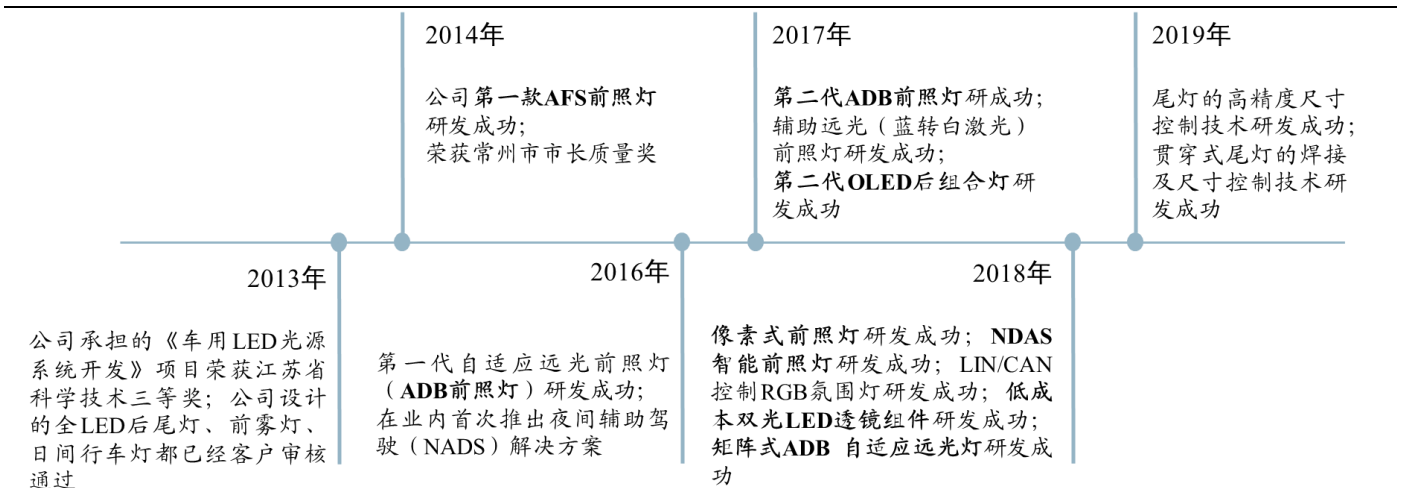 2014年
公司第一款AFS前照灯
研发成功；
荣获常州市市长质量奖
2017年
第二代ADB前照灯研成功；
辅助远光（蓝转白激光）
前照灯研发成功；
第二代OLED后组合灯研
发成功
2019年
尾灯的高精度尺寸
控制技术研发成功；
贯穿式尾灯的焊接
及尺寸控制技术研
发成功
2013年
公司承担的《车用LED光源
系统开发》项目荣获江苏省
科学技术三等奖；公司设计
的全LED后尾灯、前雾灯、
日间行车灯都已经客户审核
通过
2016年
第一代自适应远光前照灯
（ADB前照灯）研发成功；
在业内首次推出夜间辅助驾
驶（NADS）解决方案
2018年
像素式前照灯研发成功；NDAS
智能前照灯研发成功；LIN/CAN
控制RGB氛围灯研发成功；低成
本双光LED透镜组件研发成功；
矩阵式ADB 自适应远光灯研发成
功